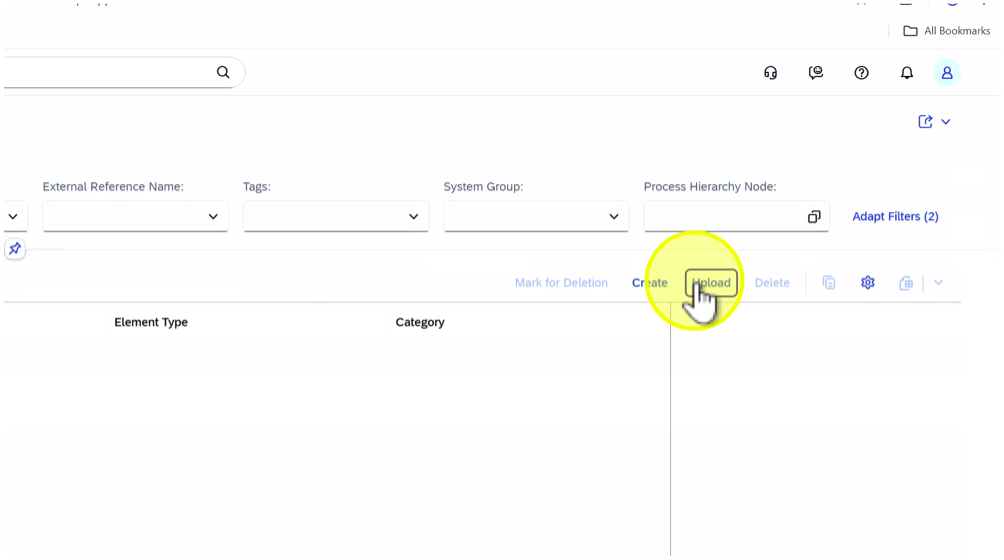 All Bookmarks
External Reference Name: Tags: System Group: Process Hierarchy Node:
Adapt Filters (2)
Mark for Deletion Create Upload Delete
Element Type Category